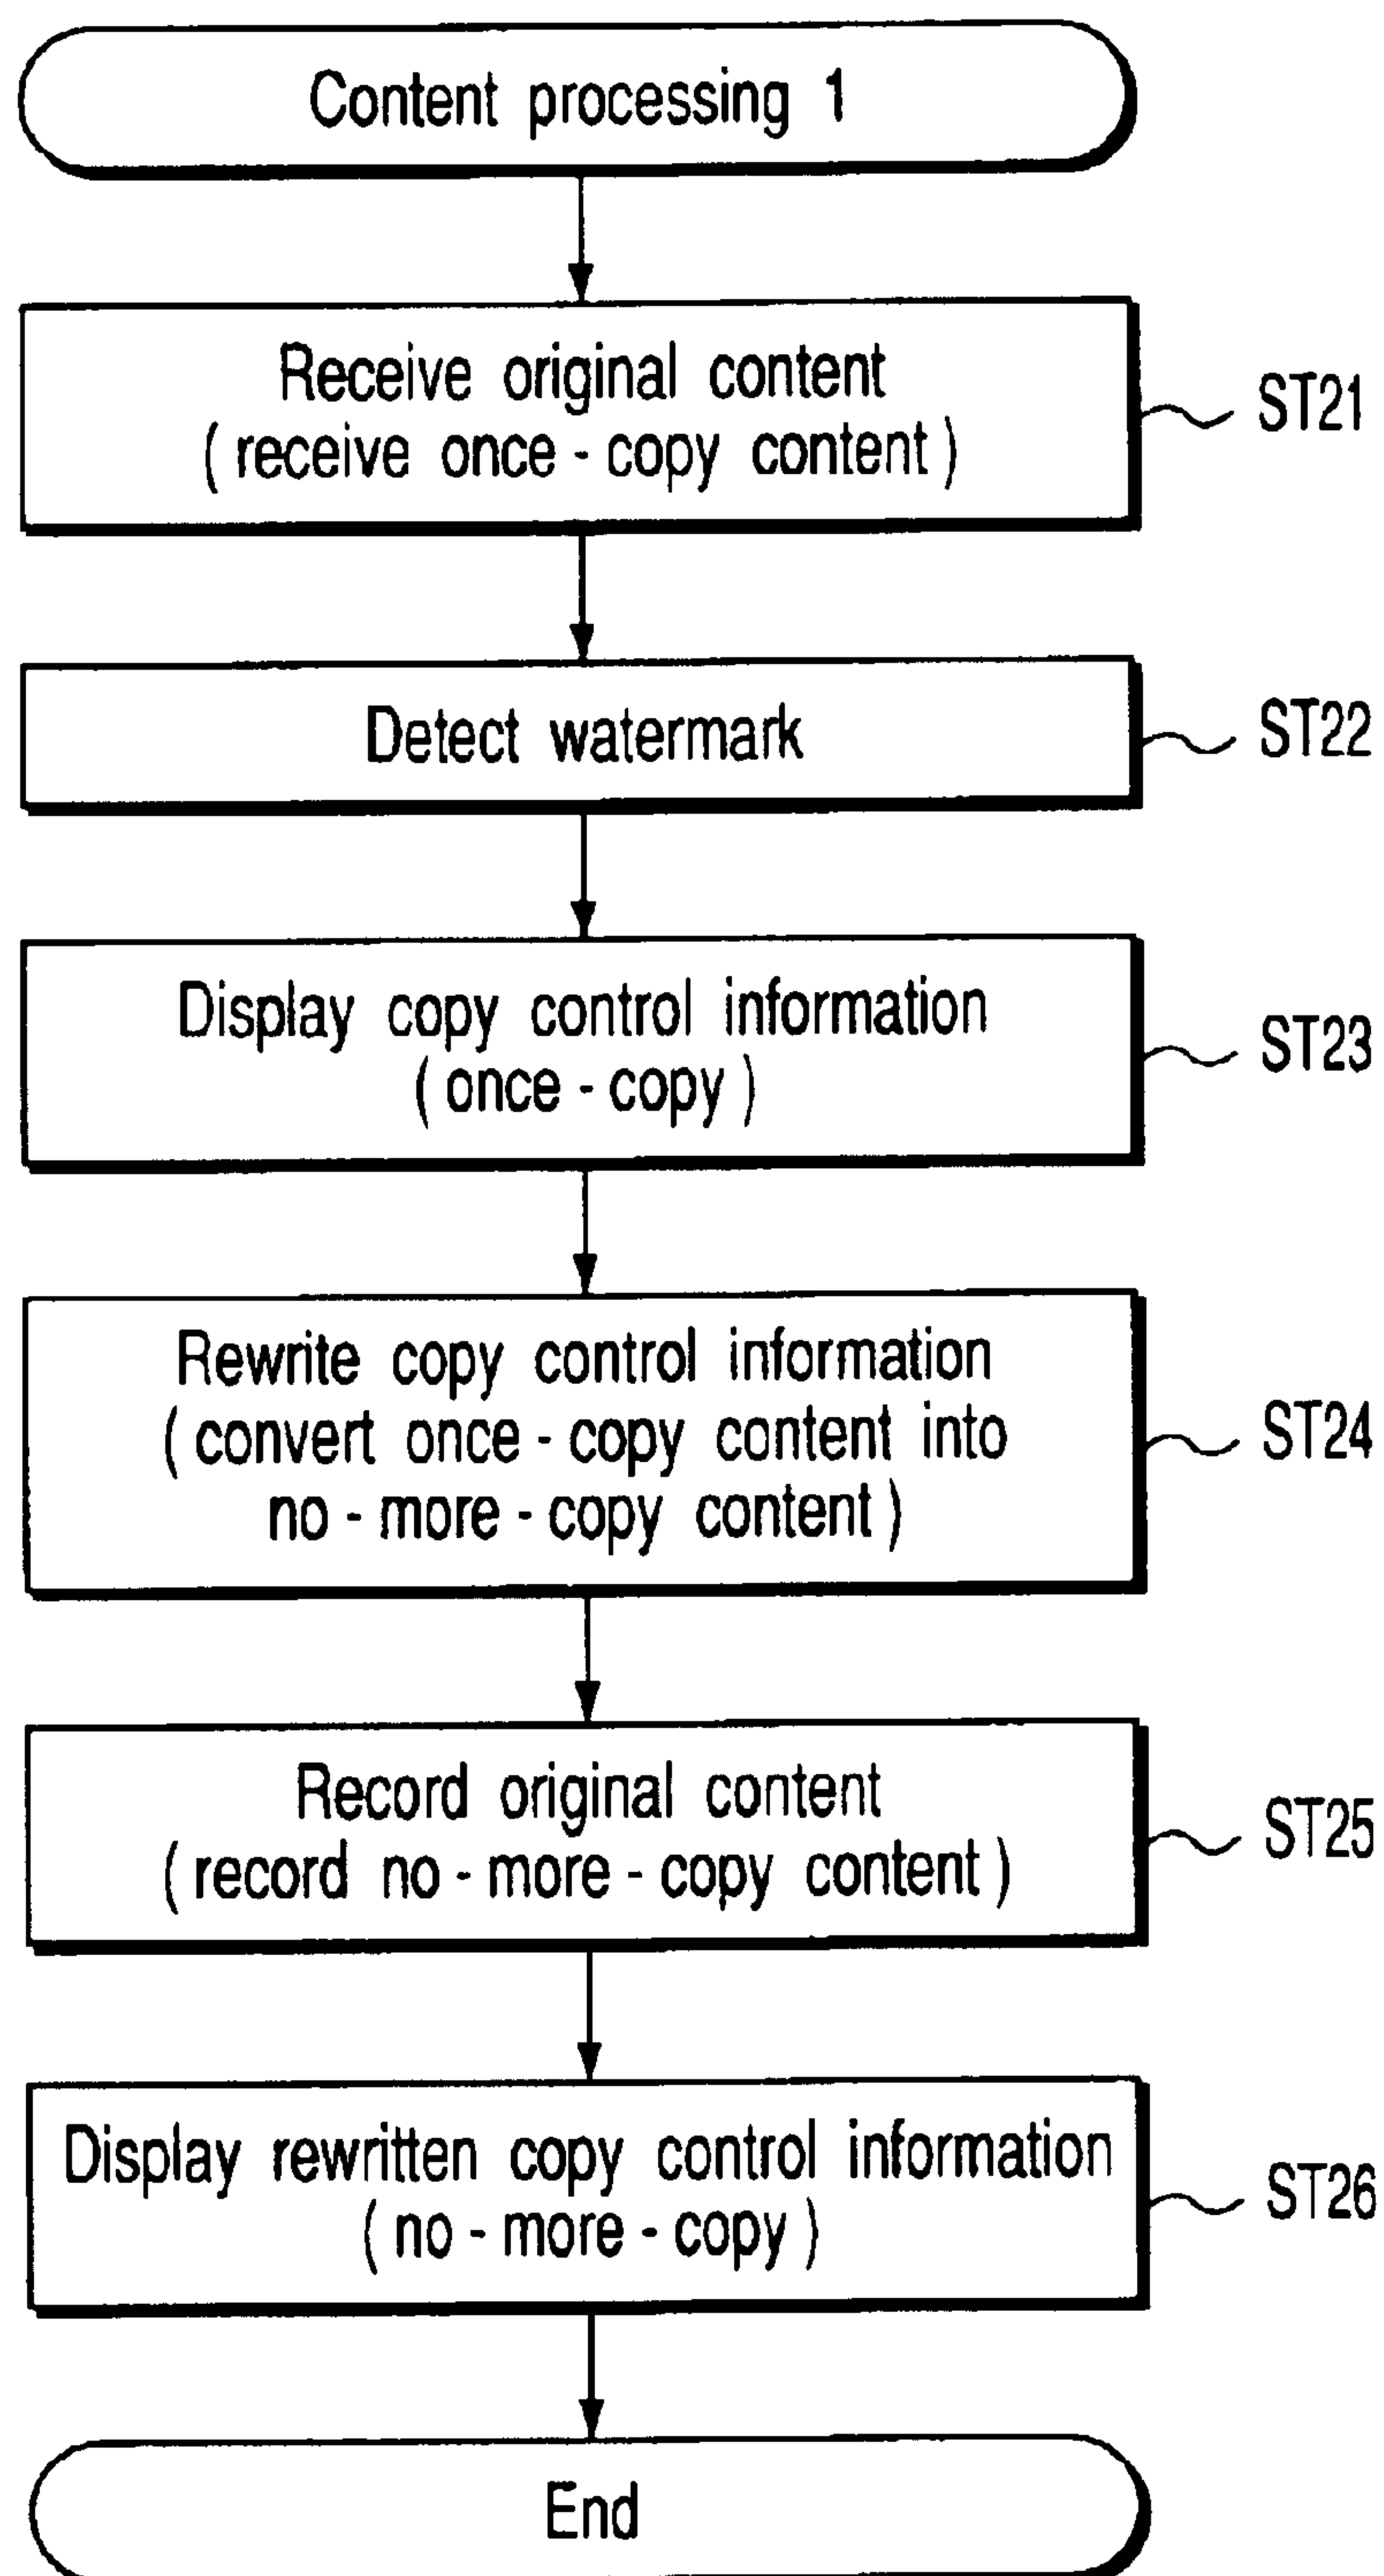 Content processing 1
Receive original content
( receive once - copy content )
ST21
Detect watermark
ST22
Display copy control information
( once - copy )
ST23
Rewrite copy control information
( convert once - copy content into
no - more - copy content )
ST24
Record original content
( record no - more - copy content )
ST25
Display rewritten copy control information
( no - more - copy )
ST26
End